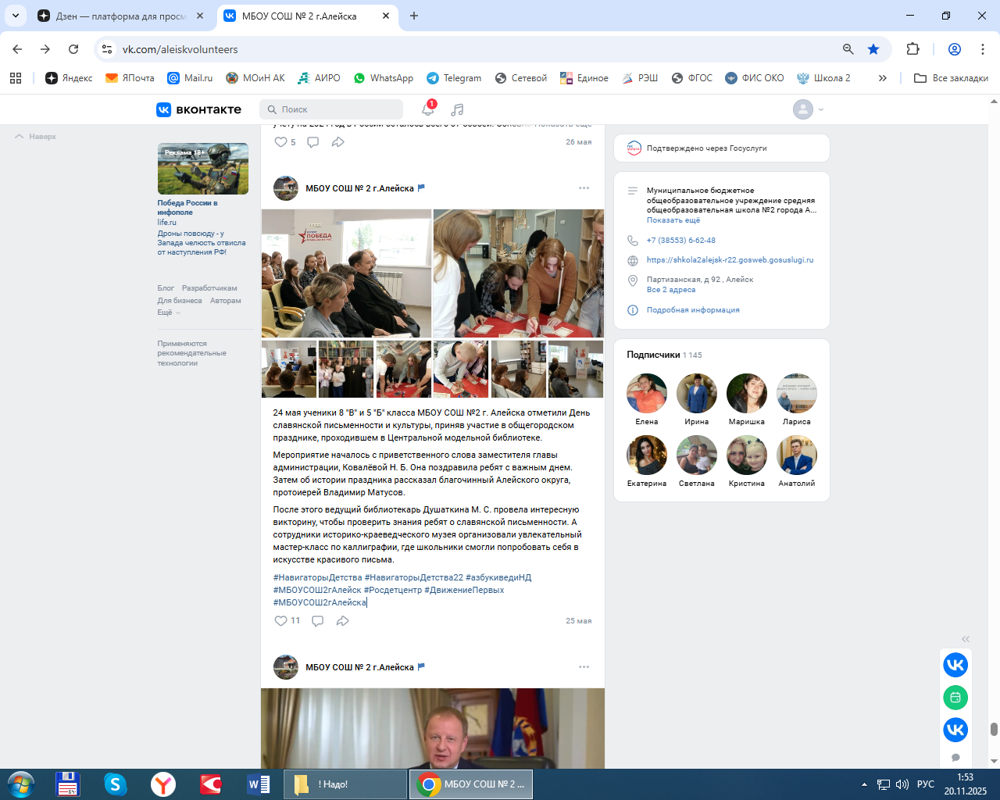 Дзен — платформа для просм
МБОУ СОШ № 2 г.Алейска
vk.com/aleiskvolunteers
Яндекс
ЯПочта
Mail.ru
МОиН АК
АИРО
WhatsApp
Telegram
Сетевой
Единое
РЭШ
ФГОС
ФИС ОКО
Школа 2
Все закладки
вконтакте
Поиск
1
Наверх
Реклама 18+
Победа России в
инфополе
life.ru
Дроны повсюду - у
Запада челюсть отвисла
от наступления РФ!
Блог Разработчикам
Для бизнеса Авторам
Ещё
Применяются
рекомендательные
технологии
5
26 мая
МБОУ СОШ № 2 г.Алейска
ПОБЕДА
24 мая ученики 8 "В" и 5 "Б" класса МБОУ СОШ №2 г. Алейска отметили День
славянской письменности и культуры, приняв участие в общегородском
празднике, проходившем в Центральной модельной библиотеке.
Мероприятие началось с приветственного слова заместителя главы
администрации, Ковалёвой Н. Б. Она поздравила ребят с важным днем.
Затем об истории праздника рассказал благочинный Алейского округа,
протоиерей Владимир Матусов.
После этого ведущий библиотекарь Душаткина М. С. провела интересную
викторину, чтобы проверить знания ребят о славянской письменности. А
сотрудники историко-краеведческого музея организовали увлекательный
мастер-класс по каллиграфии, где школьники смогли попробовать себя в
искусстве красивого письма.
#НавигаторыДетства #НавигаторыДетства22 #азбукиведиНД
#МБОУСОШ2гАлейск #Росдетцентр #ДвижениеПервых
#МБОУСОШ2гАлейска
11
25 мая
МБОУ СОШ № 2 г.Алейска
Подтверждено через Госуслуги
Муниципальное бюджетное
общеобразовательное учреждение средняя
общеобразовательная школа №2 города А...
Показать ещё
+7 (38553) 6-62-48
https://shkola2alejsk-r22.gosweb.gosuslugi.ru
Партизанская, д 92 , Алейск
Все 2 адреса
Подробная информация
Подписчики 1 145
Елена
Ирина
Маришка
Лариса
Екатерина
Светлана
Кристина
Анатолий
64
! Надо!
МБОУ СОШ № 2 ...
РУС
1:53
20.11.2025